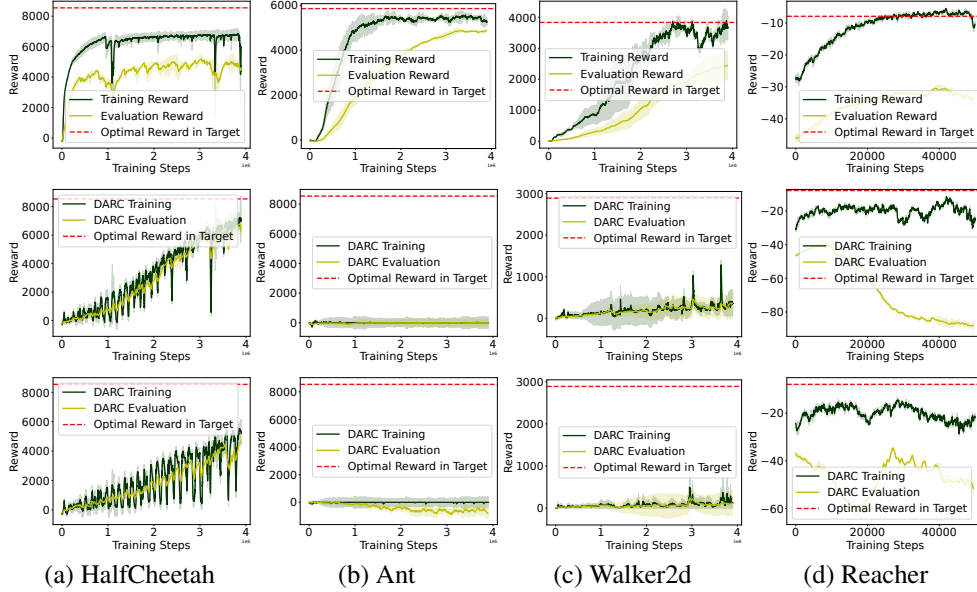 8000
6000
4000
2000
0
Reward
Training Reward
Evaluation Reward
Optimal Reward in Target
0 1 2 3 4
1e6
Training Steps
6000
4000
2000
0
Reward
Training Reward
Evaluation Reward
Optimal Reward in Target
0 1 2 3 4
1e6
Training Steps
4000
3000
2000
1000
0
Reward
Training Reward
Evaluation Reward
Optimal Reward in Target
0 1 2 3 4
1e6
Training Steps
−10
−20
−30
−40
Reward
Training Reward
Evaluation Reward
Optimal Reward in Target
0 20000 40000
Training Steps
8000
6000
4000
2000
0
Reward
DARC Training
DARC Evaluation
Optimal Reward in Target
0 1 2 3 4
1e6
Training Steps
8000
6000
4000
2000
0
Reward
DARC Training
DARC Evaluation
Optimal Reward in Target
0 1 2 3 4
1e6
Training Steps
3000
2000
1000
0
Reward
DARC Training
DARC Evaluation
Optimal Reward in Target
0 1 2 3 4
1e6
Training Steps
−20
−40
−60
−80
Reward
DARC Training
DARC Evaluation
Optimal Reward in Target
0 20000 40000
Training Steps
8000
6000
4000
2000
0
Reward
DARC Training
DARC Evaluation
Optimal Reward in Target
0 1 2 3 4
1e6
Training Steps
8000
6000
4000
2000
0
Reward
DARC Training
DARC Evaluation
Optimal Reward in Target
0 1 2 3 4
1e6
Training Steps
3000
2000
1000
0
Reward
DARC Training
DARC Evaluation
Optimal Reward in Target
0 1 2 3 4
1e6
Training Steps
−20
−40
−60
Reward
DARC Training
DARC Evaluation
Optimal Reward in Target
0 20000 40000
Training Steps
(a) HalfCheetah
(b) Ant
(c) Walker2d
(d) Reacher